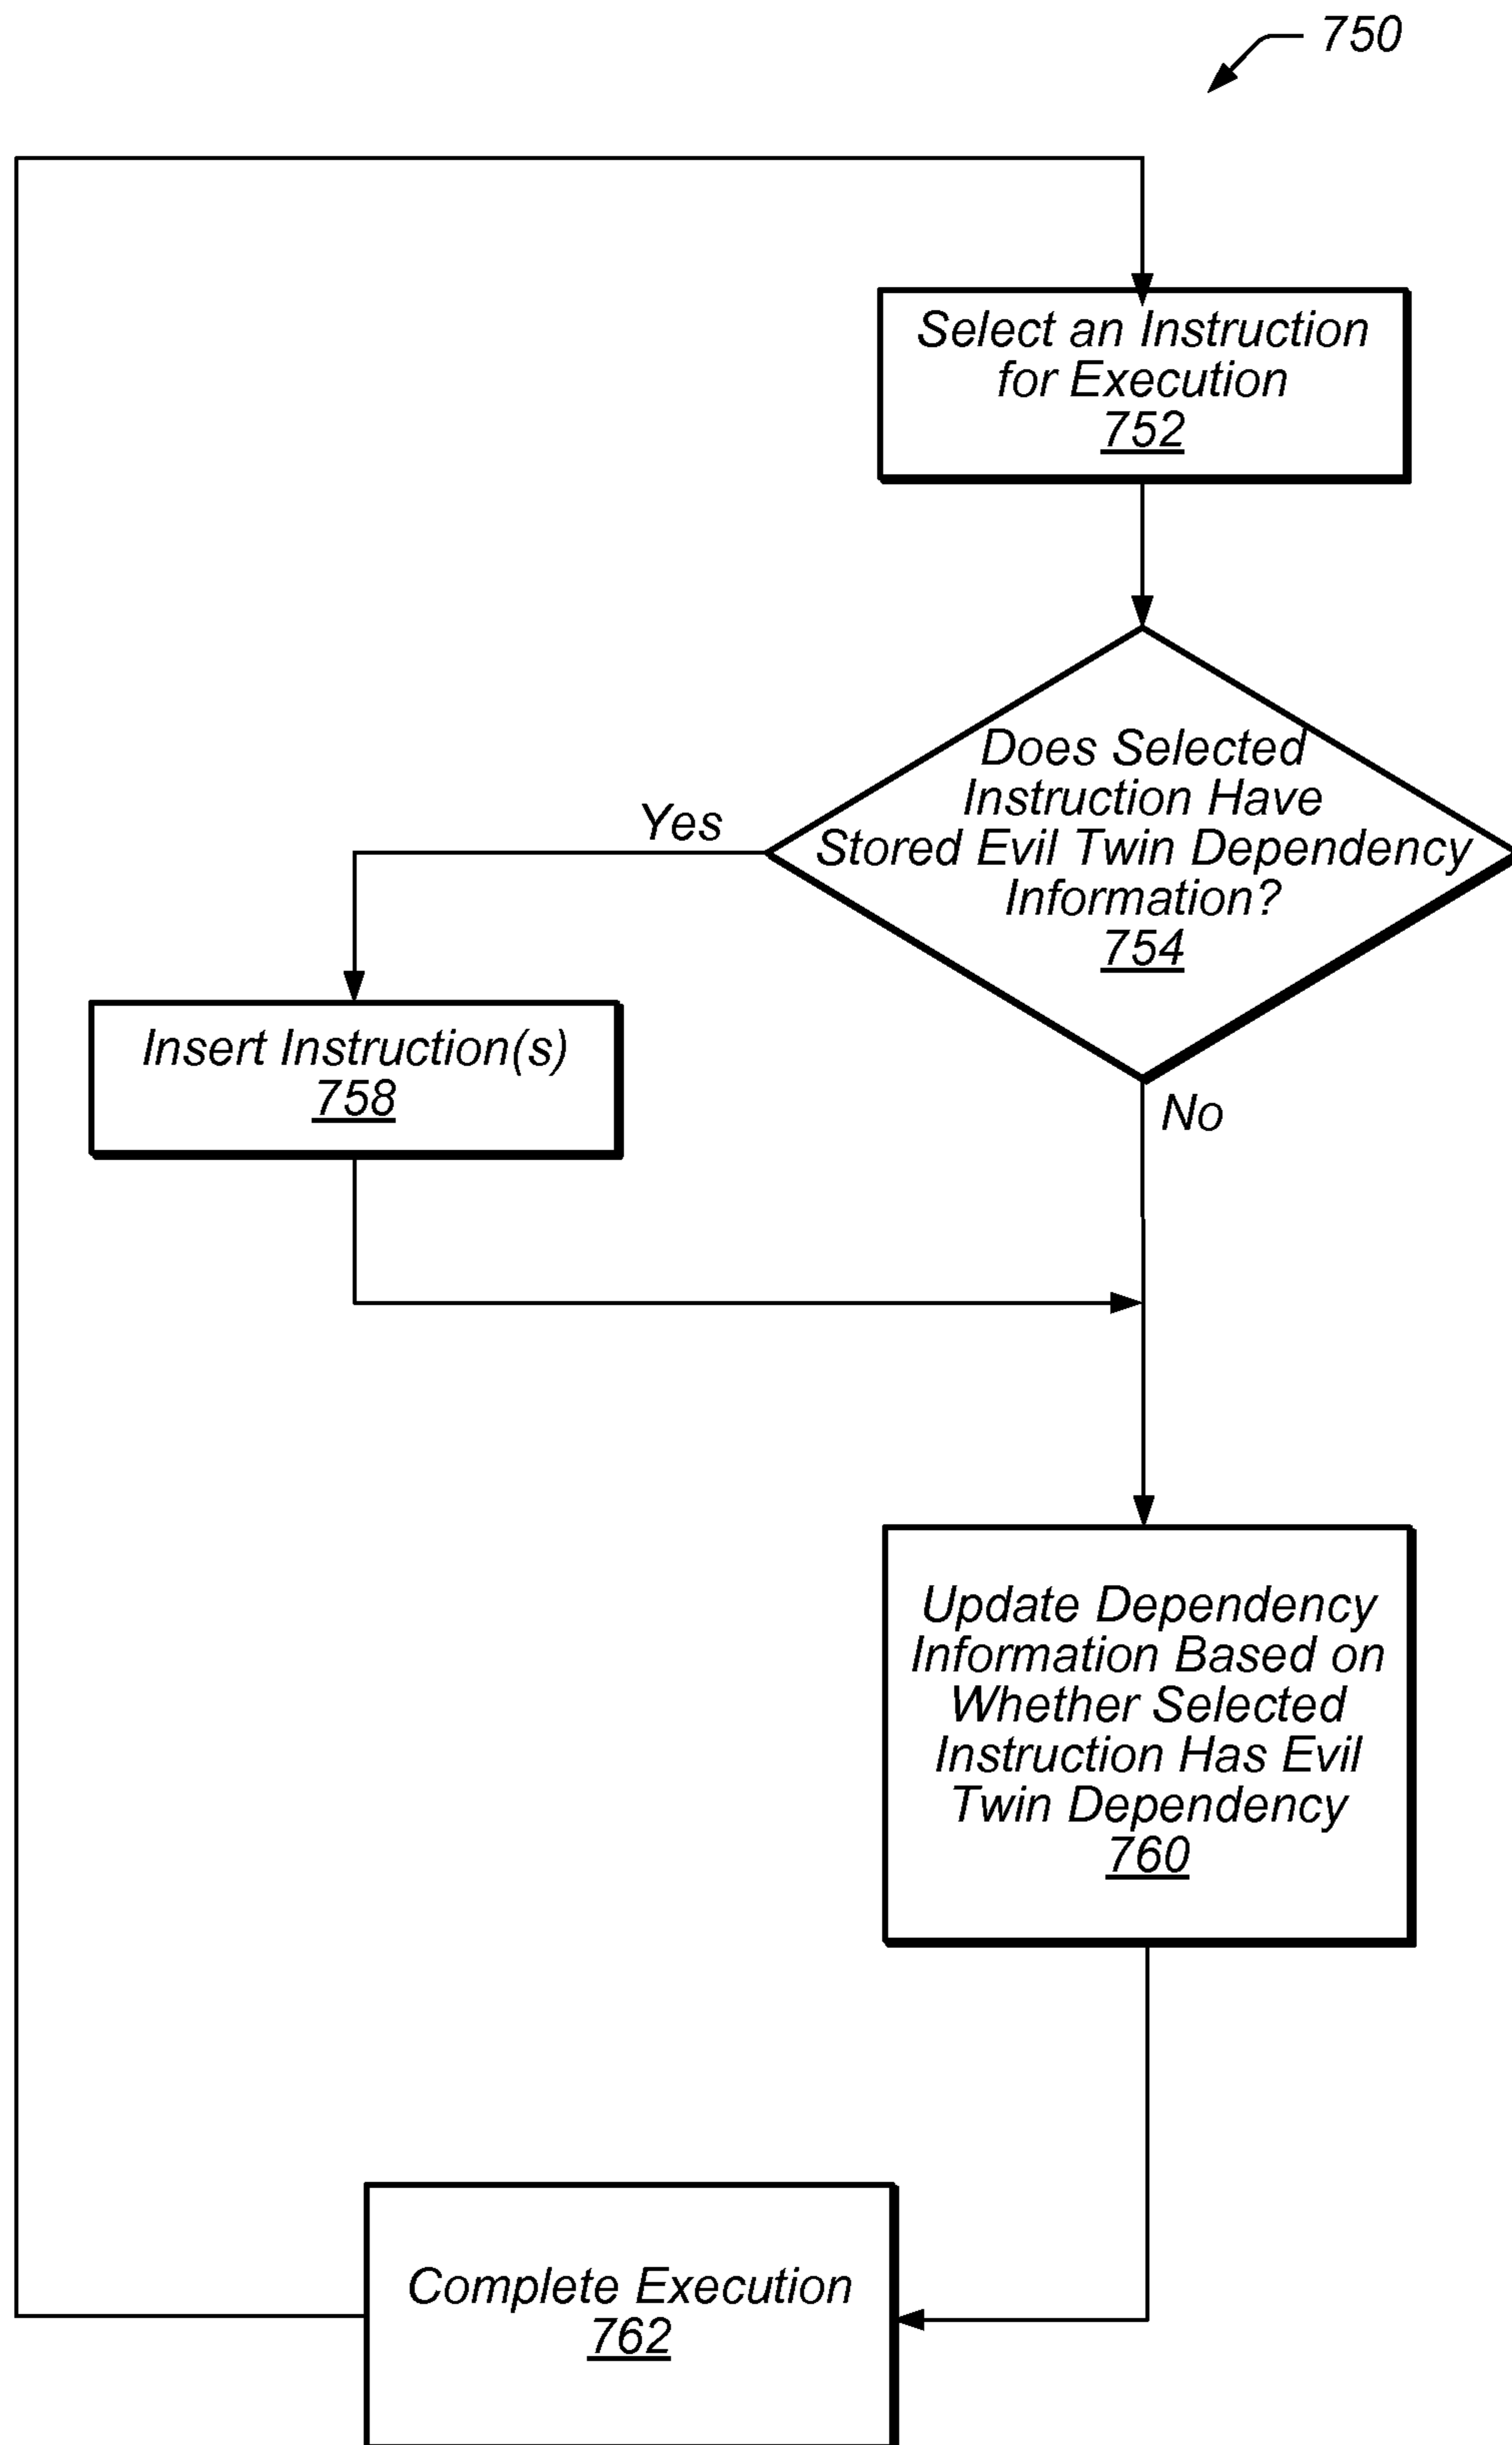 750
Select an Instruction
for Execution
752
Does Selected
Instruction Have
Stored Evil Twin Dependency
Information?
754
Yes
Insert Instruction(s)
758
No
Update Dependency
Information Based on
Whether Selected
Instruction Has Evil
Twin Dependency
760
Complete Execution
762